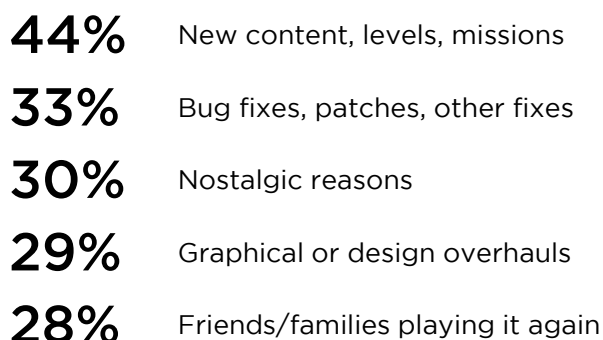 44% New content, levels, missions
33% Bug fixes, patches, other fixes
30% Nostalgic reasons
29% Graphical or design overhauls
28% Friends/families playing it again